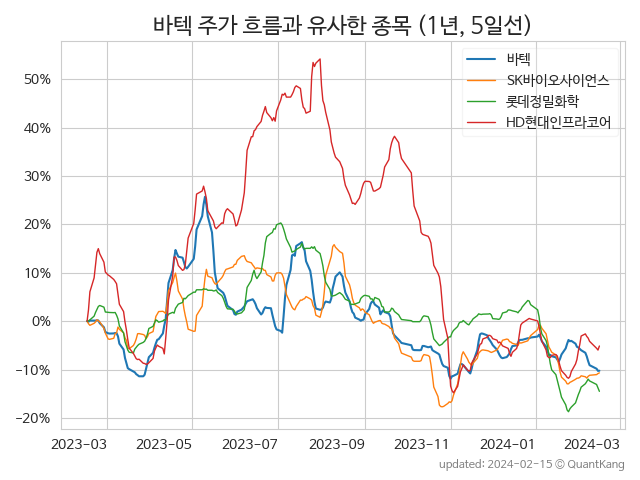 바텍 주가 흐름과 유사한 종목 (1년, 5일선)
바텍
SK바이오사이언스
롯데정밀화학
HD현대인프라코어
50%
40%
30%
20%
10%
0%
−10%
−20%
2023-03 2023-05 2023-07 2023-09 2023-11 2024-01 2024-03
updated: 2024-02-15 © QuantKang